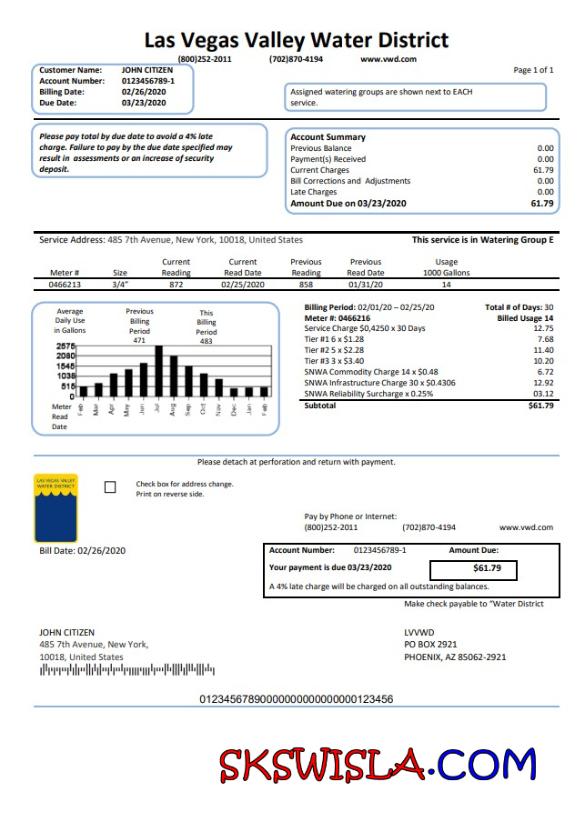 Las Vegas Valley Water District
(800)252-2011 (702)870-4194 www.vwd.com
Page 1 of 1
Customer Name: JOHN CITIZEN
Account Number: 0123456789-1
Billing Date: 02/26/2020
Due Date: 03/23/2020
Assigned watering groups are shown next to EACH
service.
Please pay total by due date to avoid a 4% late
charge. Failure to pay by the due date specified may
result in assessments or an increase of security
deposit.
Account Summary
Previous Balance 0.00
Payment(s) Received 0.00
Current Charges 61.79
Bill Corrections and Adjustments 0.00
Late Charges 0.00
Amount Due on 03/23/2020 61.79
Service Address: 485 7th Avenue, New York, 10018, United States This service is in Watering Group E
Current Current Previous Previous Usage
Meter # Size Reading Read Date Reading Read Date 1000 Gallons
0466213 3/4" 872 02/25/2020 858 01/31/20 14
Average Previous This
Daily Use Billing Billing
in Gallons Period Period
471 483
2576
2080
1545
1035
515
0
Meter
Read
Date
Feb Mar Apr May Jun Jul Aug Sep Oct Nov Dec Jan Feb
Billing Period: 02/01/20 – 02/25/20 Total # of Days: 30
Meter #: 0466216 Billed Usage 14
Service Charge $0,4250 x 30 Days 12.75
Tier #1 6 x $1.28 7.68
Tier #2 5 x $2.28 11.40
Tier #3 3 x $3.40 10.20
SNWA Commodity Charge 14 x $0.48 6.72
SNWA Infrastructure Charge 30 x $0.4306 12.92
SNWA Reliability Surcharge x 0.25% 03.12
Subtotal $61.79
Please detach at perforation and return with payment.
LAS VEGAS VALLEY
WATER DISTRICT
Check box for address change.
Print on reverse side.
Pay by Phone or Internet:
(800)252-2011 (702)870-4194 www.vwd.com
Bill Date: 02/26/2020
Account Number: 0123456789-1 Amount Due:
Your payment is due 03/23/2020 $61.79
A 4% late charge will be charged on all outstanding balances.
Make check payable to "Water District
JOHN CITIZEN
485 7th Avenue, New York,
10018, United States
LVVWD
PO BOX 2921
PHOENIX, AZ 85062-2921
012345678900000000000000123456
SKSWISLA.COM